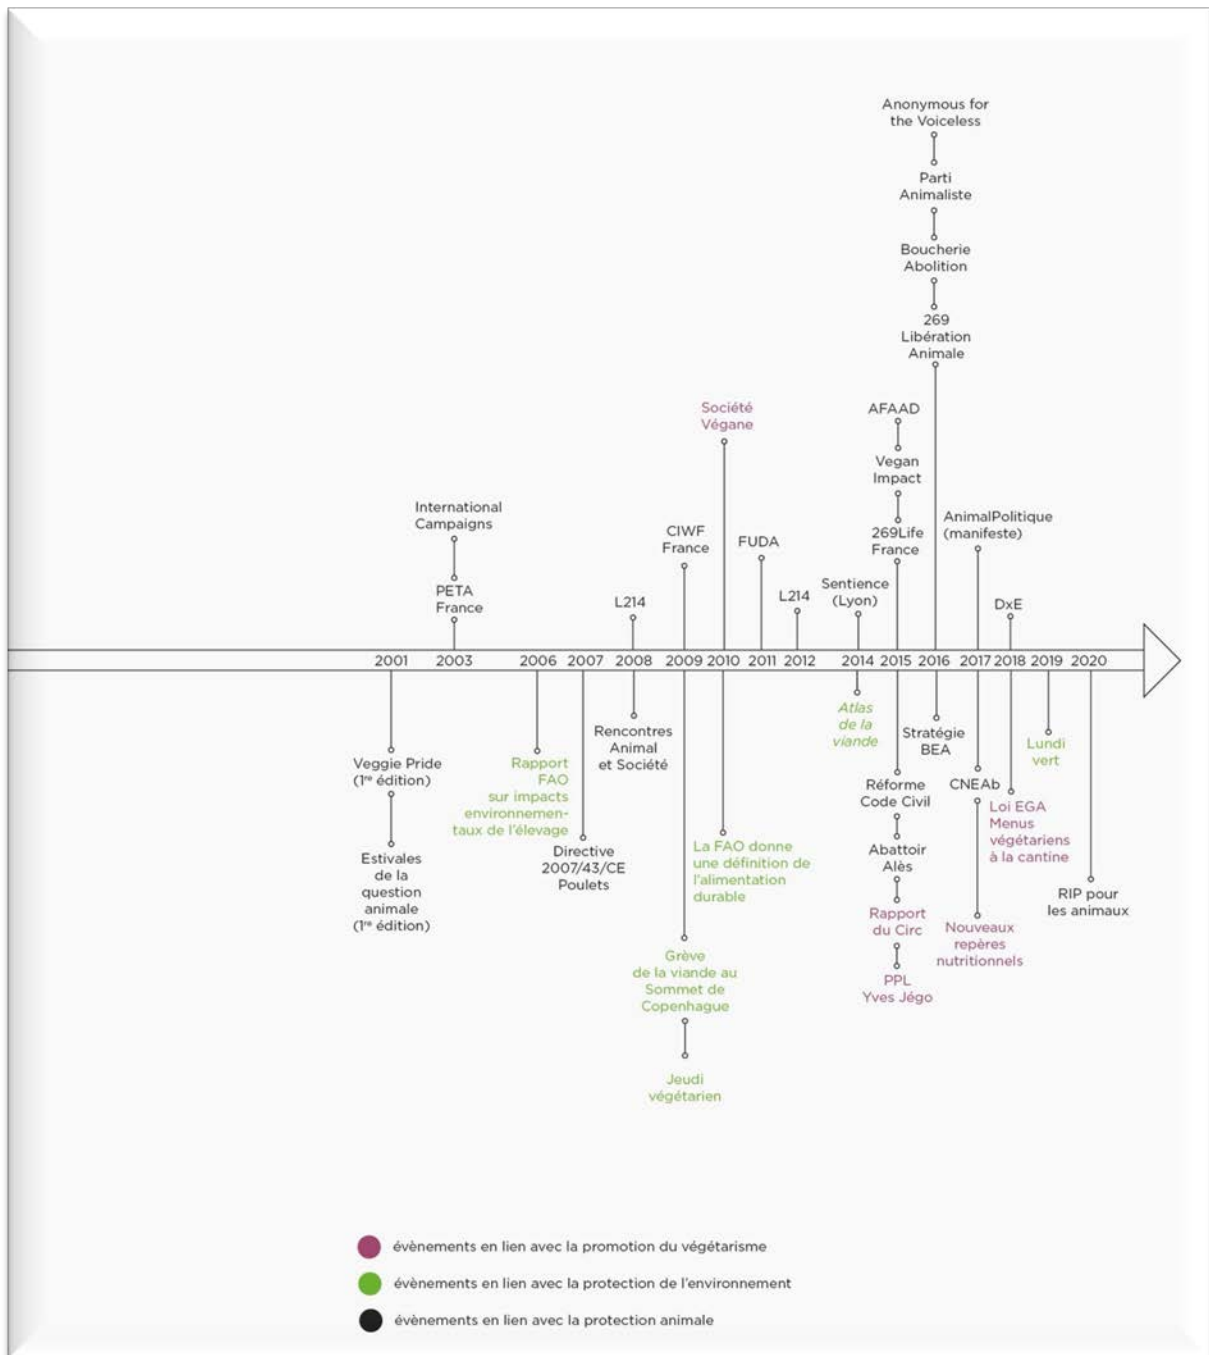 Anonymous for
the Voiceless
Parti
Animaliste
Boucherie
Abolition
269
Libération
Animale
Société
Végane
AFAAD
Vegan
Impact
269Life
France
International
Campaigns
PETA
France
L214
CIWF
France
FUDA
L214
Sentience
(Lyon)
AnimalPolitique
(manifeste)
DxE
2001 2003 2006 2007 2008 2009 2010 2011 2012 2014 2015 2016 2017 2018 2019 2020
Veggie Pride
(1re édition)
Estivales
de la
question
animale
(1re édition)
Rapport
FAO
sur impacts
environnemen-
taux de l'élevage
Directive
2007/43/CE
Poulets
Rencontres
Animal
et Société
Grève
de la viande au
Sommet de
Copenhague
Jeudi
végétarien
La FAO donne
une définition de
l'alimentation
durable
Atlas
de la
viande
Réforme
Code Civil
Abattoir
Alès
Rapport
du Circ
PPL
Yves Jégo
Stratégie
BEA
CNEAb
Nouveaux
repères
nutritionnels
Loi EGA
Menus
végétariens
à la cantine
Lundi
vert
RIP pour
les animaux
évènements en lien avec la promotion du végétarisme
évènements en lien avec la protection de l'environnement
évènements en lien avec la protection animale